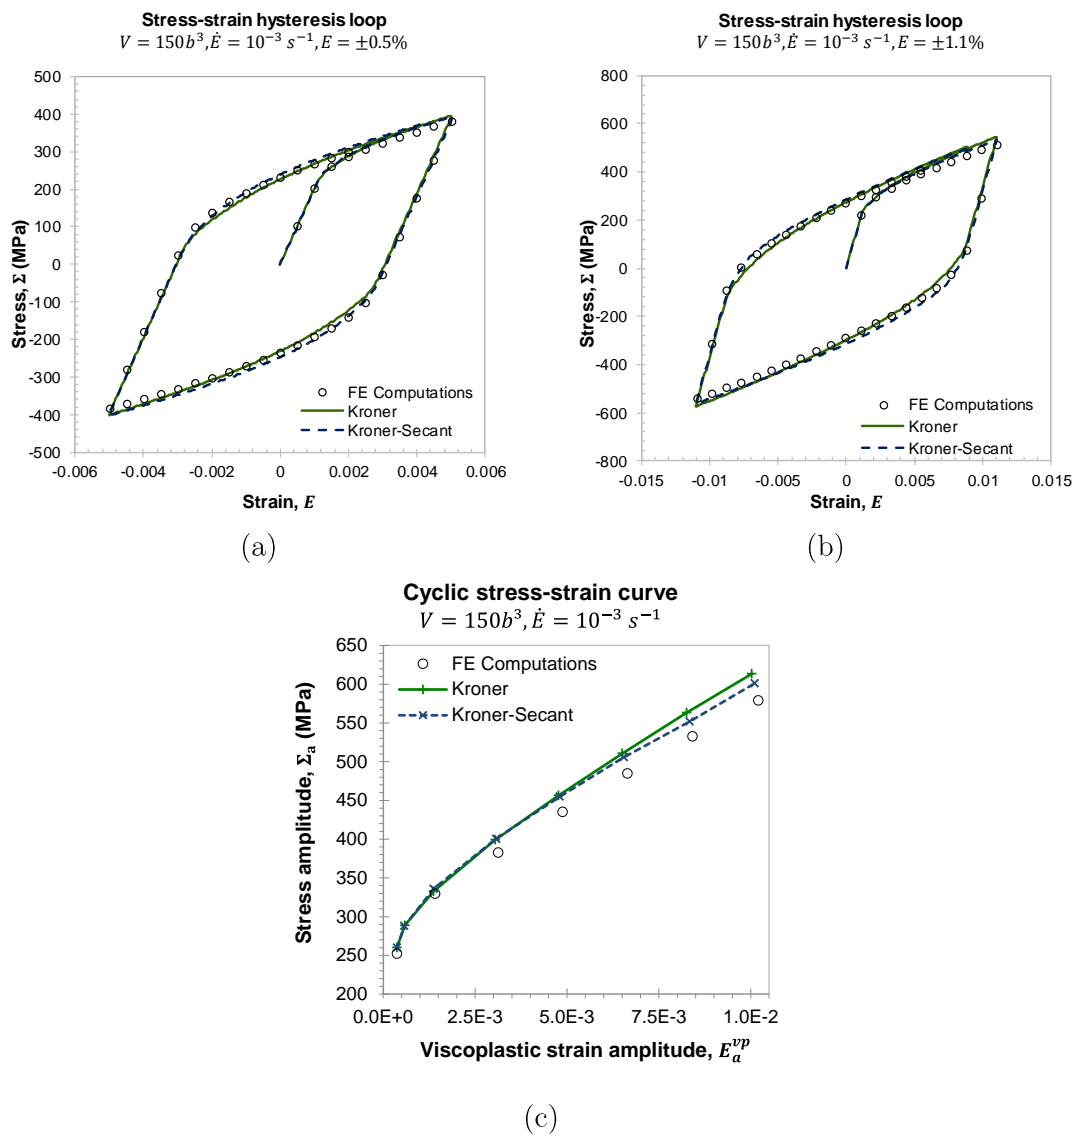 Stress-strain hysteresis loop
V = 150b³, Ė = 10⁻³ s⁻¹, E = ±0.5%
500
400
300
200
100
0
-100
-200
-300
-400
-500
Stress, Σ (MPa)
-0.006
-0.004
-0.002
0
0.002
0.004
0.006
Strain, E
FE Computations
Kroner
Kroner-Secant
(a)
Stress-strain hysteresis loop
V = 150b³, Ė = 10⁻³ s⁻¹, E = ±1.1%
800
600
400
200
0
-200
-400
-600
-800
Stress, Σ (MPa)
-0.015
-0.01
-0.005
0
0.005
0.01
0.015
Strain, E
FE Computations
Kroner
Kroner-Secant
(b)
Cyclic stress-strain curve
V = 150b³, Ė = 10⁻³ s⁻¹
650
600
550
500
450
400
350
300
250
200
Stress amplitude, Σₐ (MPa)
FE Computations
Kroner
Kroner-Secant
0.0E+0
2.5E-3
5.0E-3
7.5E-3
1.0E-2
Viscoplastic strain amplitude, Eₐᵛᵖ
(c)